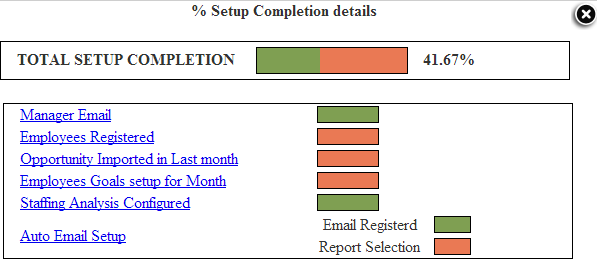 % Setup Completion details
TOTAL SETUP COMPLETION 41.67%
Manager Email
Employees Registered
Opportunity Imported in Last month
Employees Goals setup for Month
Staffing Analysis Configured
Auto Email Setup
Email Registerd
Report Selection